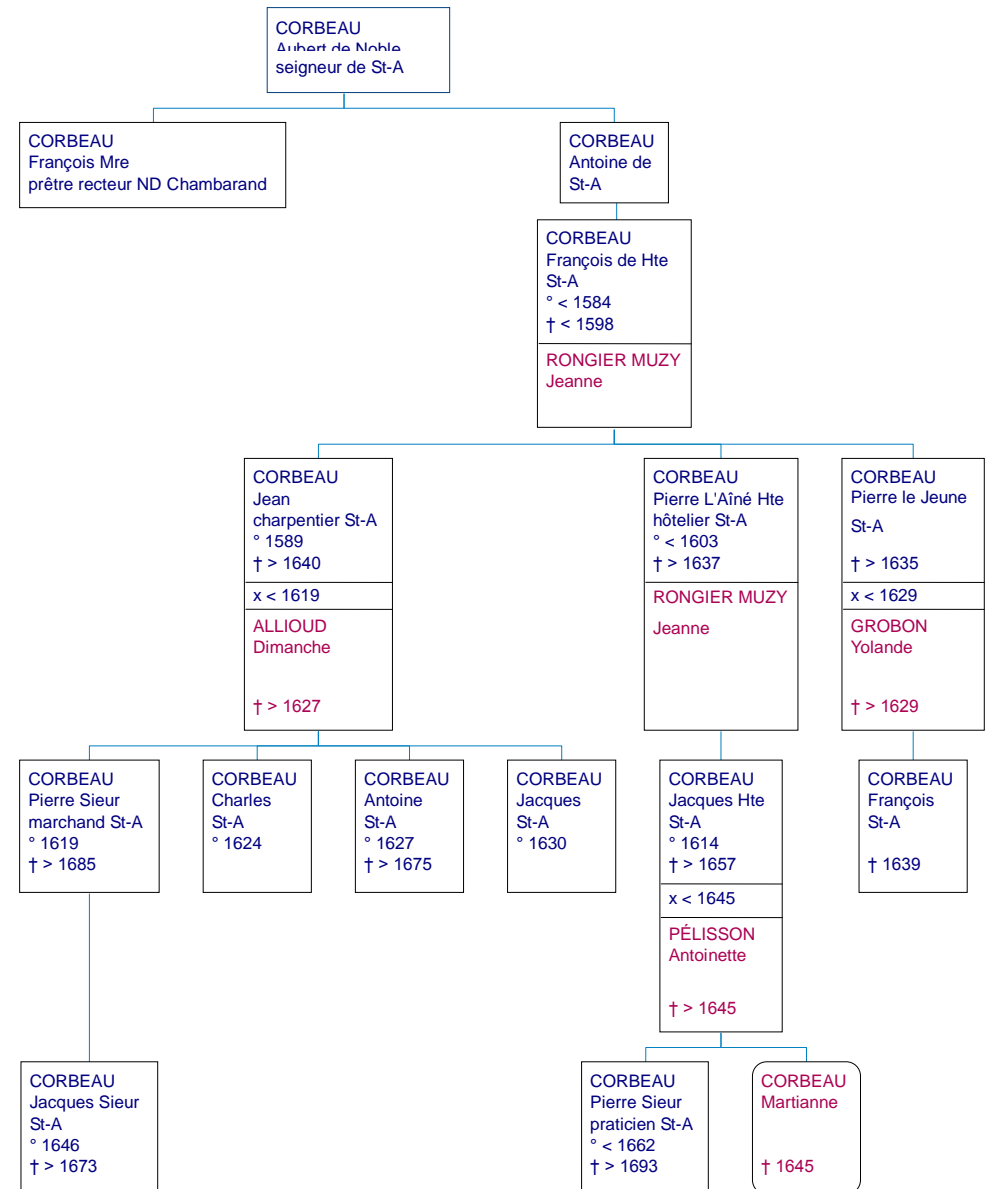 CORBEAU
Aubert de Noble
seigneur de St-A
CORBEAU
François Mre
prêtre recteur ND Chambarand
CORBEAU
Antoine de
St-A
CORBEAU
François de Hte
St-A
° < 1584
† < 1598
RONGIER MUZY
Jeanne
CORBEAU
Jean
charpentier St-A
° 1589
† > 1640
x < 1619
ALLIOUD
Dimanche
† > 1627
CORBEAU
Pierre L'Aîné Hte
hôtelier St-A
° < 1603
† > 1637
RONGIER MUZY
Jeanne
CORBEAU
Pierre le Jeune
St-A
† > 1635
x < 1629
GROBON
Yolande
† > 1629
CORBEAU
Pierre Sieur
marchand St-A
° 1619
† > 1685
CORBEAU
Charles
St-A
° 1624
CORBEAU
Antoine
St-A
° 1627
† > 1675
CORBEAU
Jacques
St-A
° 1630
CORBEAU
Jacques Hte
St-A
° 1614
† > 1657
x < 1645
PÉLISSON
Antoinette
† > 1645
CORBEAU
François
St-A
† 1639
CORBEAU
Jacques Sieur
St-A
° 1646
† > 1673
CORBEAU
Pierre Sieur
praticien St-A
° < 1662
† > 1693
CORBEAU
Martianne
† 1645